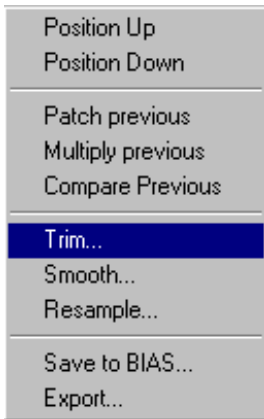 Position Up
Position Down
Patch previous
Multiply previous
Compare Previous
Trim...
Smooth...
Resample...
Save to BIAS...
Export...